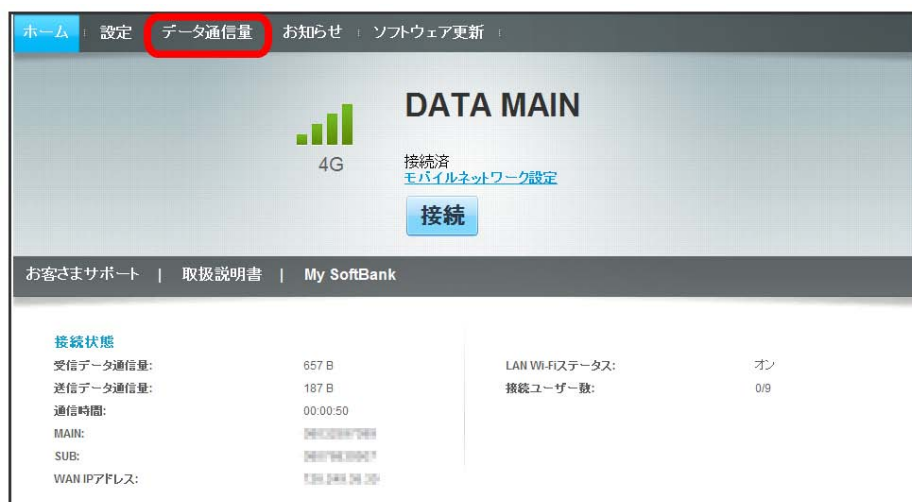 ホーム 設定 データ通信量 お知らせ ソフトウェア更新
DATA MAIN
4G
接続済
モバイルネットワーク設定
接続
お客さまサポート | 取扱説明書 | My SoftBank
接続状態
受信データ通信量: 657 B LAN Wi-Fiステータス: オン
送信データ通信量: 187 B 接続ユーザー数: 0/9
通信時間: 00:00:50
MAIN:
SUB:
WAN IPアドレス: